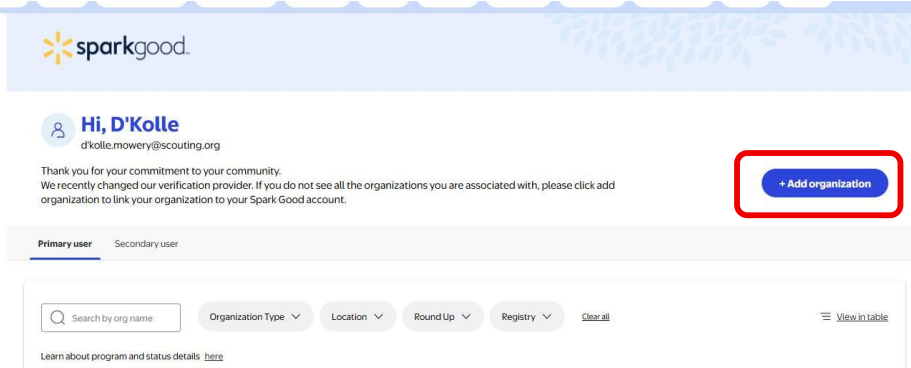 sparkgood.
Hi, D'Kolle
d'kolle.mowery@scouting.org
Thank you for your commitment to your community.
We recently changed our verification provider. If you do not see all the organizations you are associated with, please click add
organization to link your organization to your Spark Good account.
+ Add organization
Primary user Secondary user
Search by org name Organization Type Location Round Up Registry Clear all View in table
Learn about program and status details here